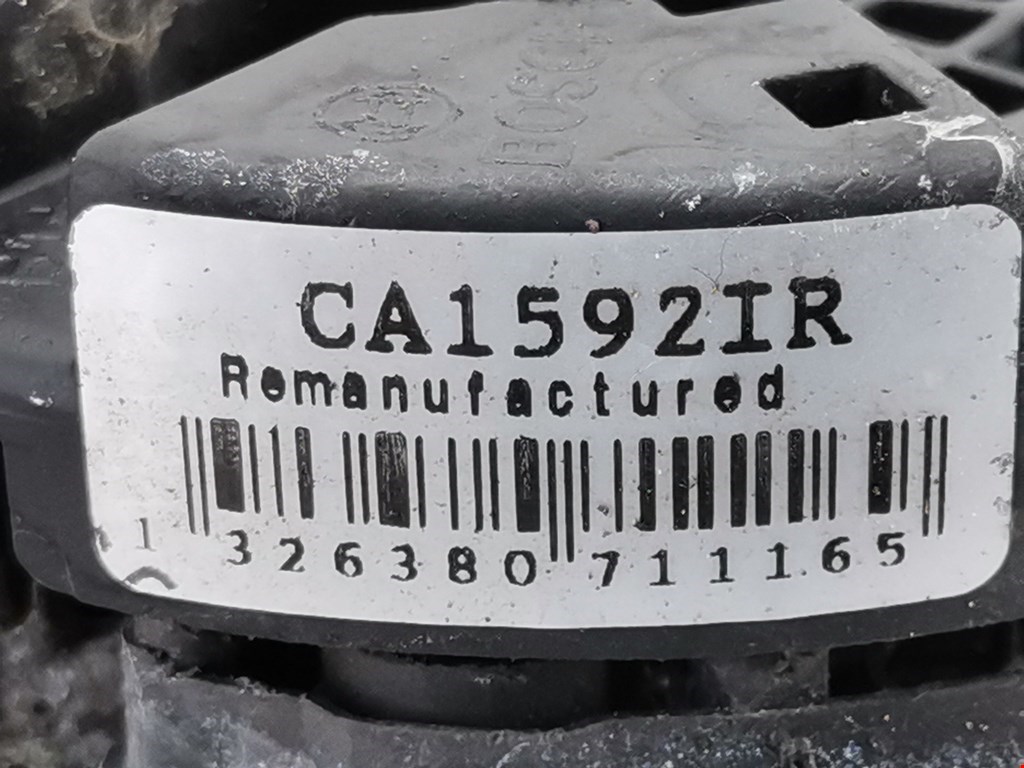 BOSCH
CA1592IR
Remanufactured
1 326380 711165